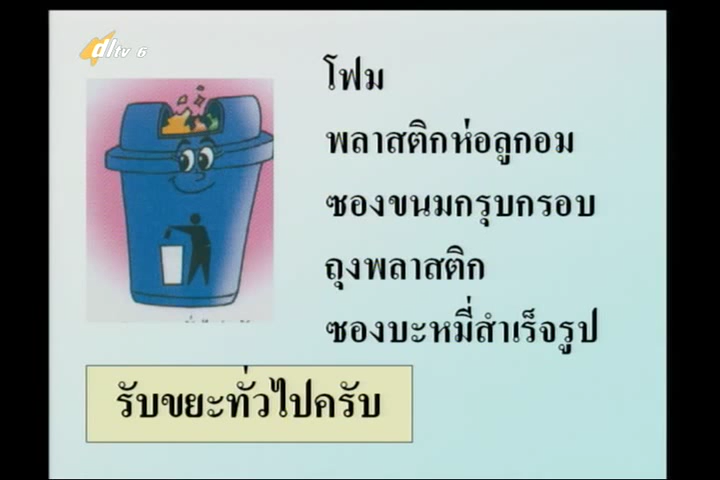 dltv 6
โฟม
พลาสติกห่อลูกอม
ซองขนมกรุบกรอบ
ถุงพลาสติก
ซองบะหมี่สำเร็จรูป
รับขยะทั่วไปครับ